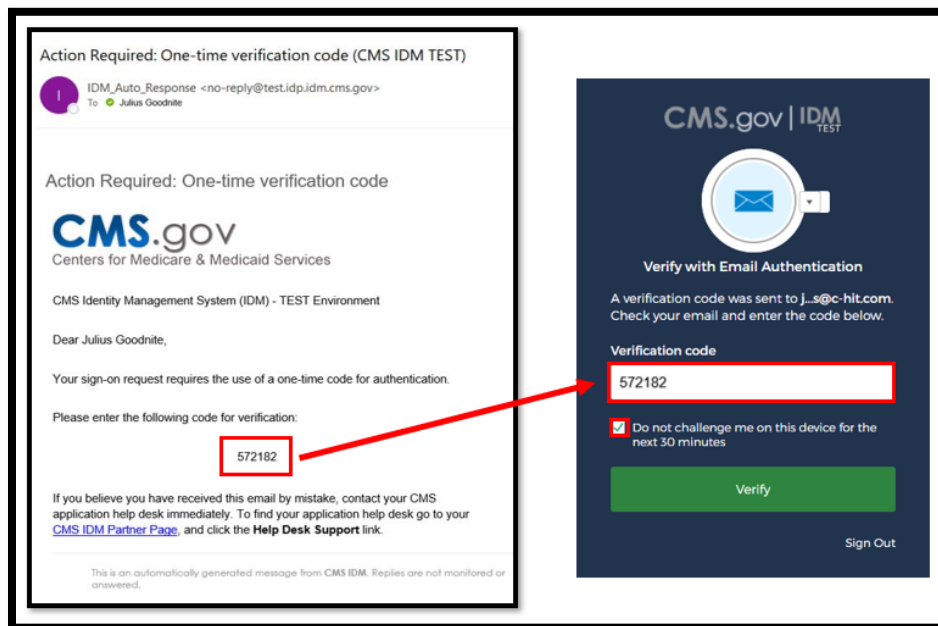 Action Required: One-time verification code (CMS IDM TEST)
I
IDM_Auto_Response <no-reply@test.idp.idm.cms.gov>
To Julius Goodnite
Action Required: One-time verification code
CMS.gov
Centers for Medicare & Medicaid Services
CMS Identity Management System (IDM) - TEST Environment
Dear Julius Goodnite,
Your sign-on request requires the use of a one-time code for authentication.
Please enter the following code for verification:
572182
If you believe you have received this email by mistake, contact your CMS
application help desk immediately. To find your application help desk go to your
CMS IDM Partner Page, and click the Help Desk Support link.
This is an automatically generated message from CMS IDM. Replies are not monitored or
answered.
CMS.gov | IDM
TEST
Verify with Email Authentication
A verification code was sent to j...s@c-hit.com.
Check your email and enter the code below.
Verification code
572182
Do not challenge me on this device for the
next 30 minutes
Verify
Sign Out